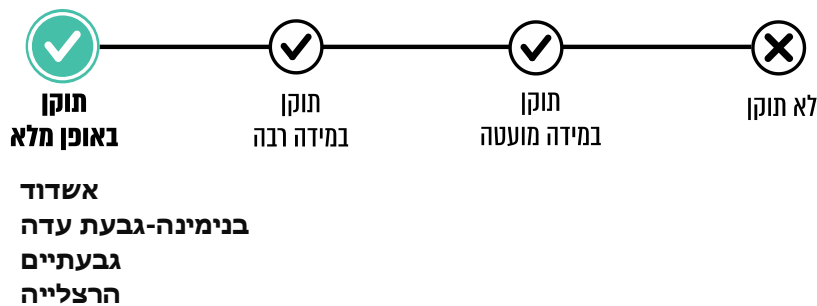 לא תוקן
תוקן
במידה מועטה
תוקן
במידה רבה
תוקן
באופן מלא
אשדוד
בנימינה-גבעת עדה
גבעתיים
הרצלייה